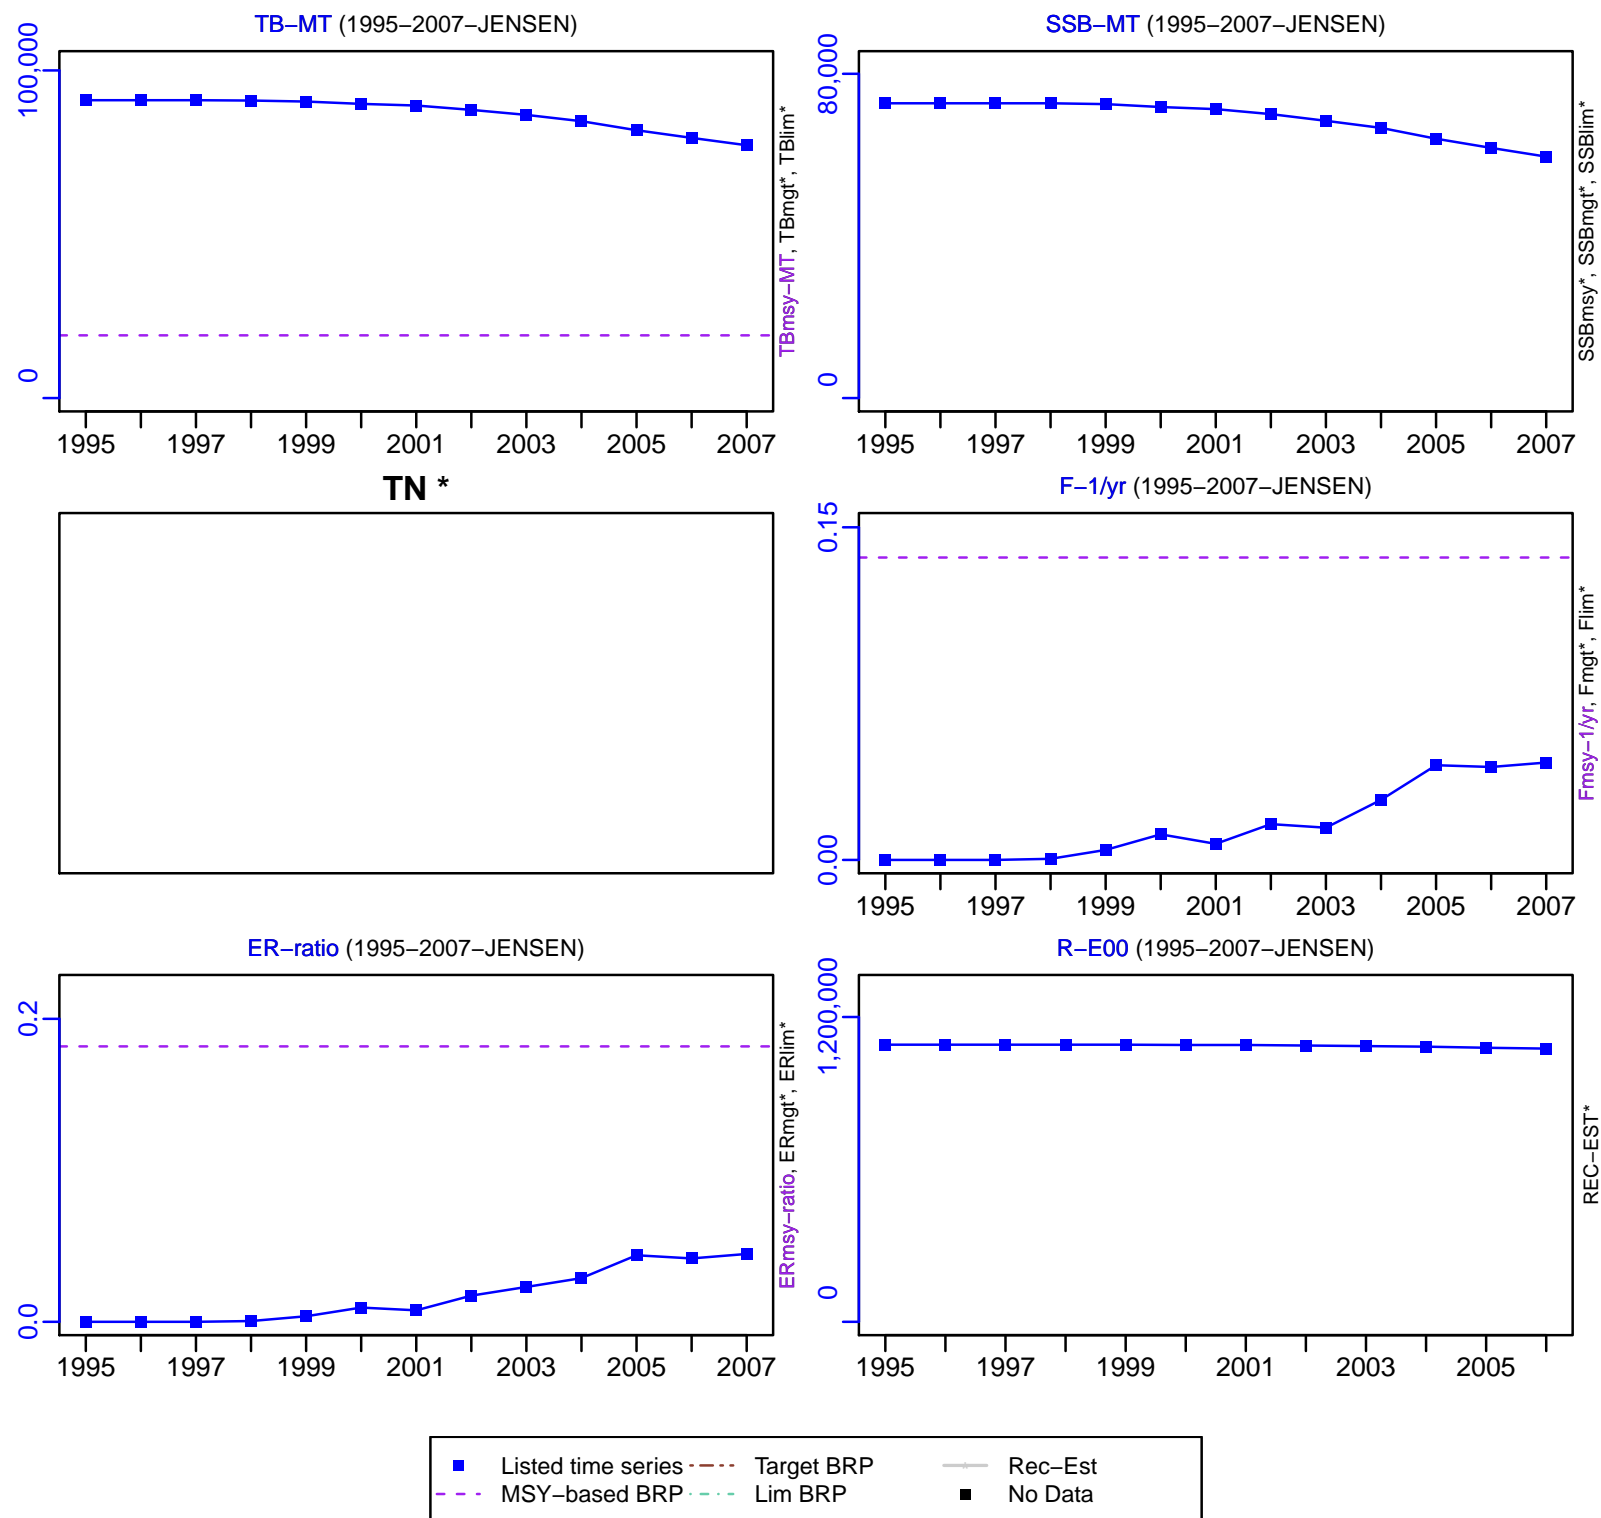 TB−MT (1995−2007−JENSEN)
100,000
0
1995 1997 1999 2001 2003 2005 2007
TBmsy−MT, TBmgt*, TBlim*
SSB−MT (1995−2007−JENSEN)
80,000
0
1995 1997 1999 2001 2003 2005 2007
SSBmsy*, SSBmgt*, SSBlim*
TN *
F−1/yr (1995−2007−JENSEN)
0.15
0.00
1995 1997 1999 2001 2003 2005 2007
Fmsy−1/yr, Fmgt*, Flim*
ER−ratio (1995−2007−JENSEN)
0.2
0.0
1995 1997 1999 2001 2003 2005 2007
ERmsy−ratio, ERmgt*, ERlim*
R−E00 (1995−2007−JENSEN)
1,200,000
0
1995 1997 1999 2001 2003 2005
REC−EST*
Listed time series Target BRP Rec−Est
MSY−based BRP Lim BRP No Data